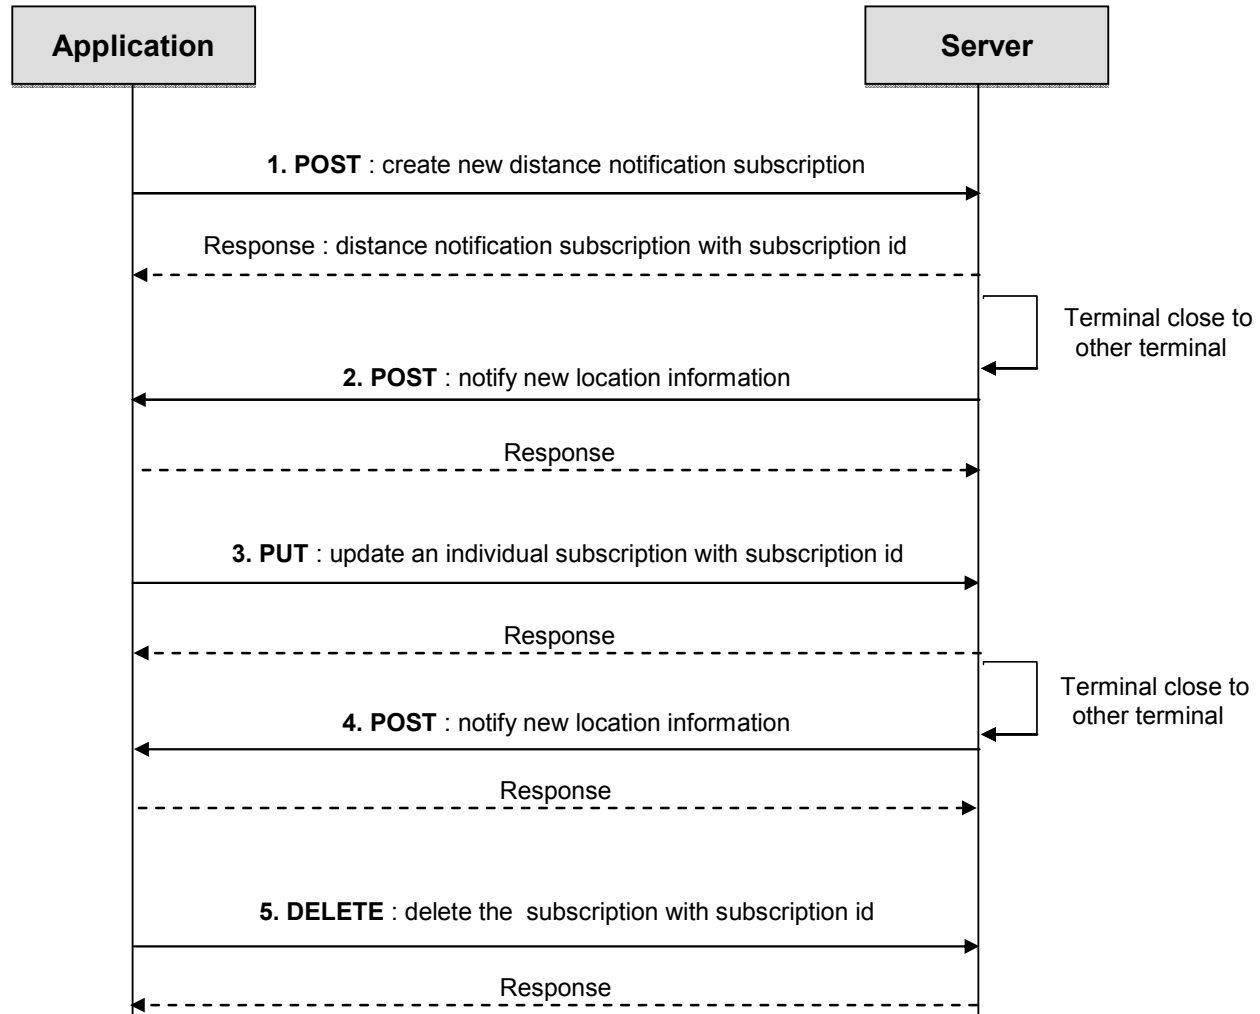 Application
Server
1. POST : create new distance notification subscription
Response : distance notification subscription with subscription id
Terminal close to
other terminal
2. POST : notify new location information
Response
3. PUT : update an individual subscription with subscription id
Response
Terminal close to
other terminal
4. POST : notify new location information
Response
5. DELETE : delete the  subscription with subscription id
Response